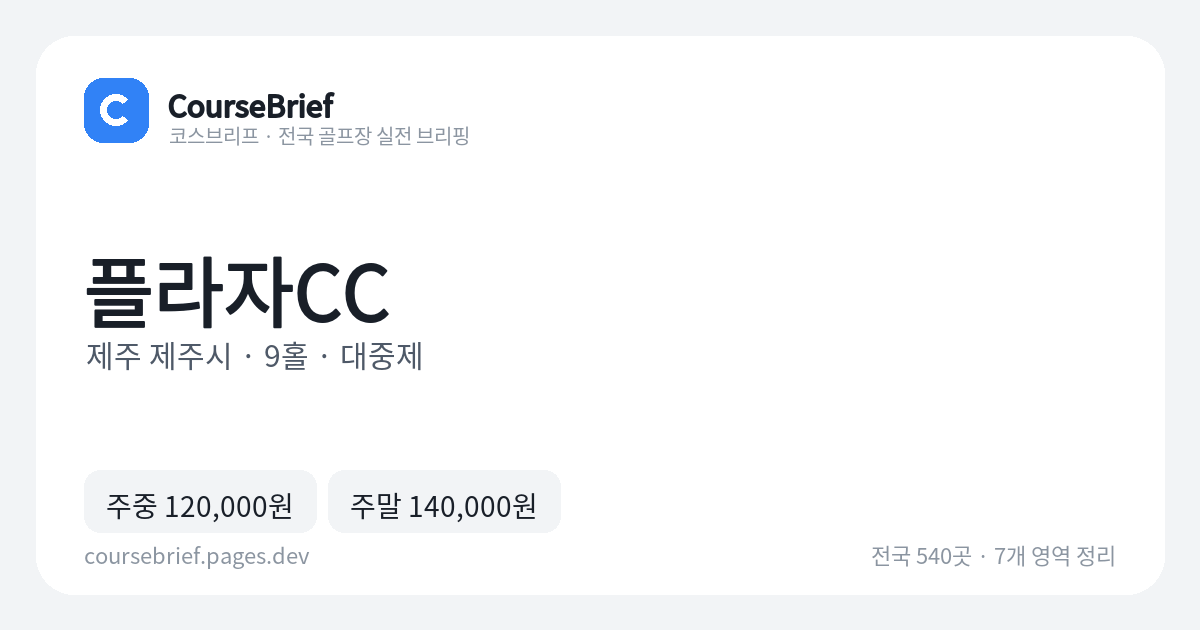 C
CourseBrief
코스브리프 · 전국 골프장 실전 브리핑
플라자CC
제주 제주시 · 9홀 · 대중제
주중 120,000원 주말 140,000원
coursebrief.pages.dev 전국 540곳 · 7개 영역 정리